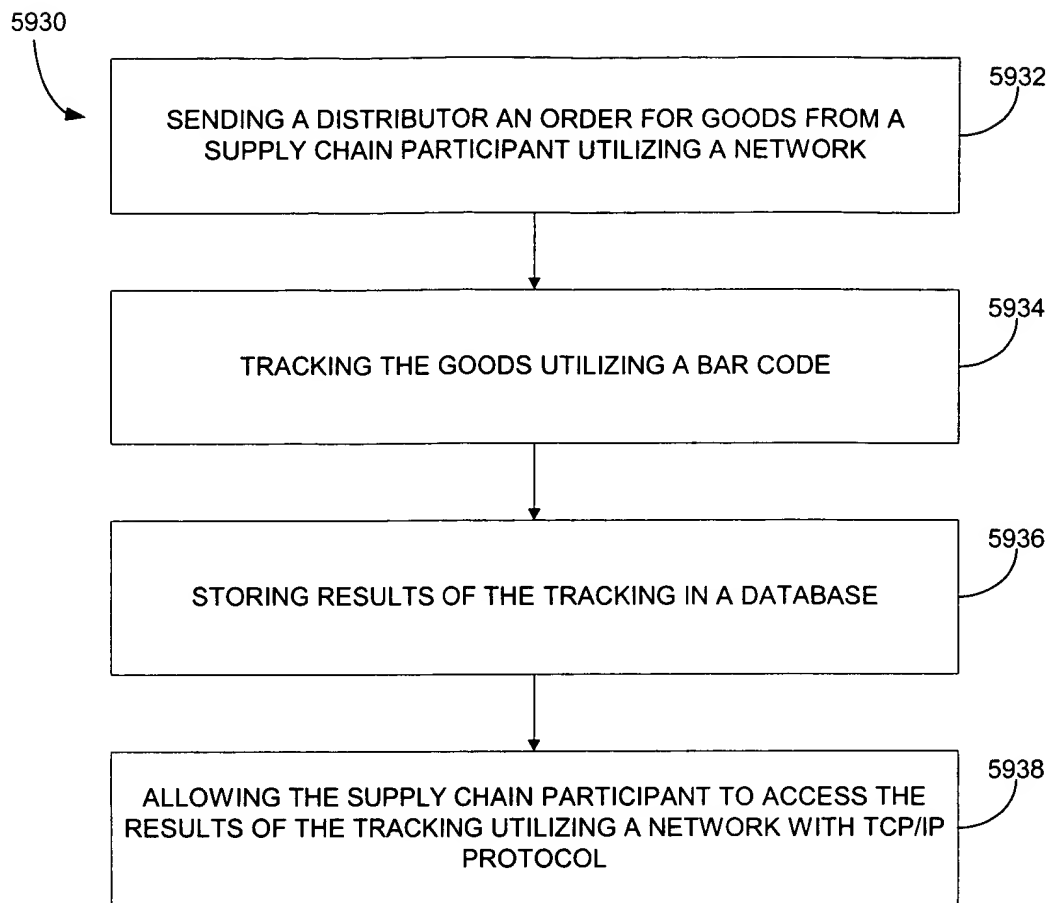 5930
5932
SENDING A DISTRIBUTOR AN ORDER FOR GOODS FROM A
SUPPLY CHAIN PARTICIPANT UTILIZING A NETWORK
5934
TRACKING THE GOODS UTILIZING A BAR CODE
5936
STORING RESULTS OF THE TRACKING IN A DATABASE
5938
ALLOWING THE SUPPLY CHAIN PARTICIPANT TO ACCESS THE
RESULTS OF THE TRACKING UTILIZING A NETWORK WITH TCP/IP
PROTOCOL